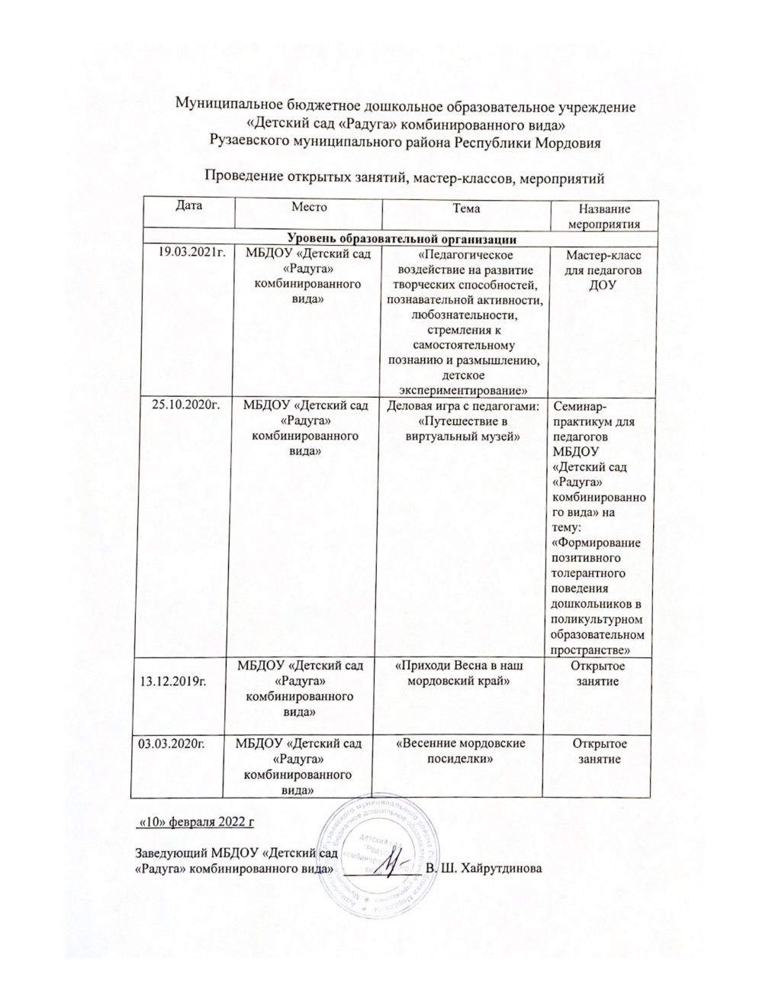 Муниципальное бюджетное дошкольное образовательное учреждение
«Детский сад «Радуга» комбинированного вида»
Рузаевского муниципального района Республики Мордовия
Проведение открытых занятий, мастер-классов, мероприятий
Дата
Место
Тема
Название
мероприятия
Уровень образовательной организации
19.03.2021г.
МБДОУ «Детский сад
«Радуга»
комбинированного
вида»
«Педагогическое
воздействие на развитие
творческих способностей,
познавательной активности,
любознательности,
стремления к
самостоятельному
познанию и размышлению,
детское
экспериментирование»
Мастер-класс
для педагогов
ДОУ
25.10.2020г.
МБДОУ «Детский сад
«Радуга»
комбинированного
вида»
Деловая игра с педагогами:
«Путешествие в
виртуальный музей»
Семинар-
практикум для
педагогов
МБДОУ
«Детский сад
«Радуга»
комбинированно
го вида» на
тему:
«Формирование
позитивного
толерантного
поведения
дошкольников в
поликультурном
образовательном
пространстве»
13.12.2019г.
МБДОУ «Детский сад
«Радуга»
комбинированного
вида»
«Приходи Весна в наш
мордовский край»
Открытое
занятие
03.03.2020г.
МБДОУ «Детский сад
«Радуга»
комбинированного
вида»
«Весенние мордовские
посиделки»
Открытое
занятие
«10» февраля 2022 г
Заведующий МБДОУ «Детский сад
«Радуга» комбинированного вида» В. Ш. Хайрутдинова
детский сад